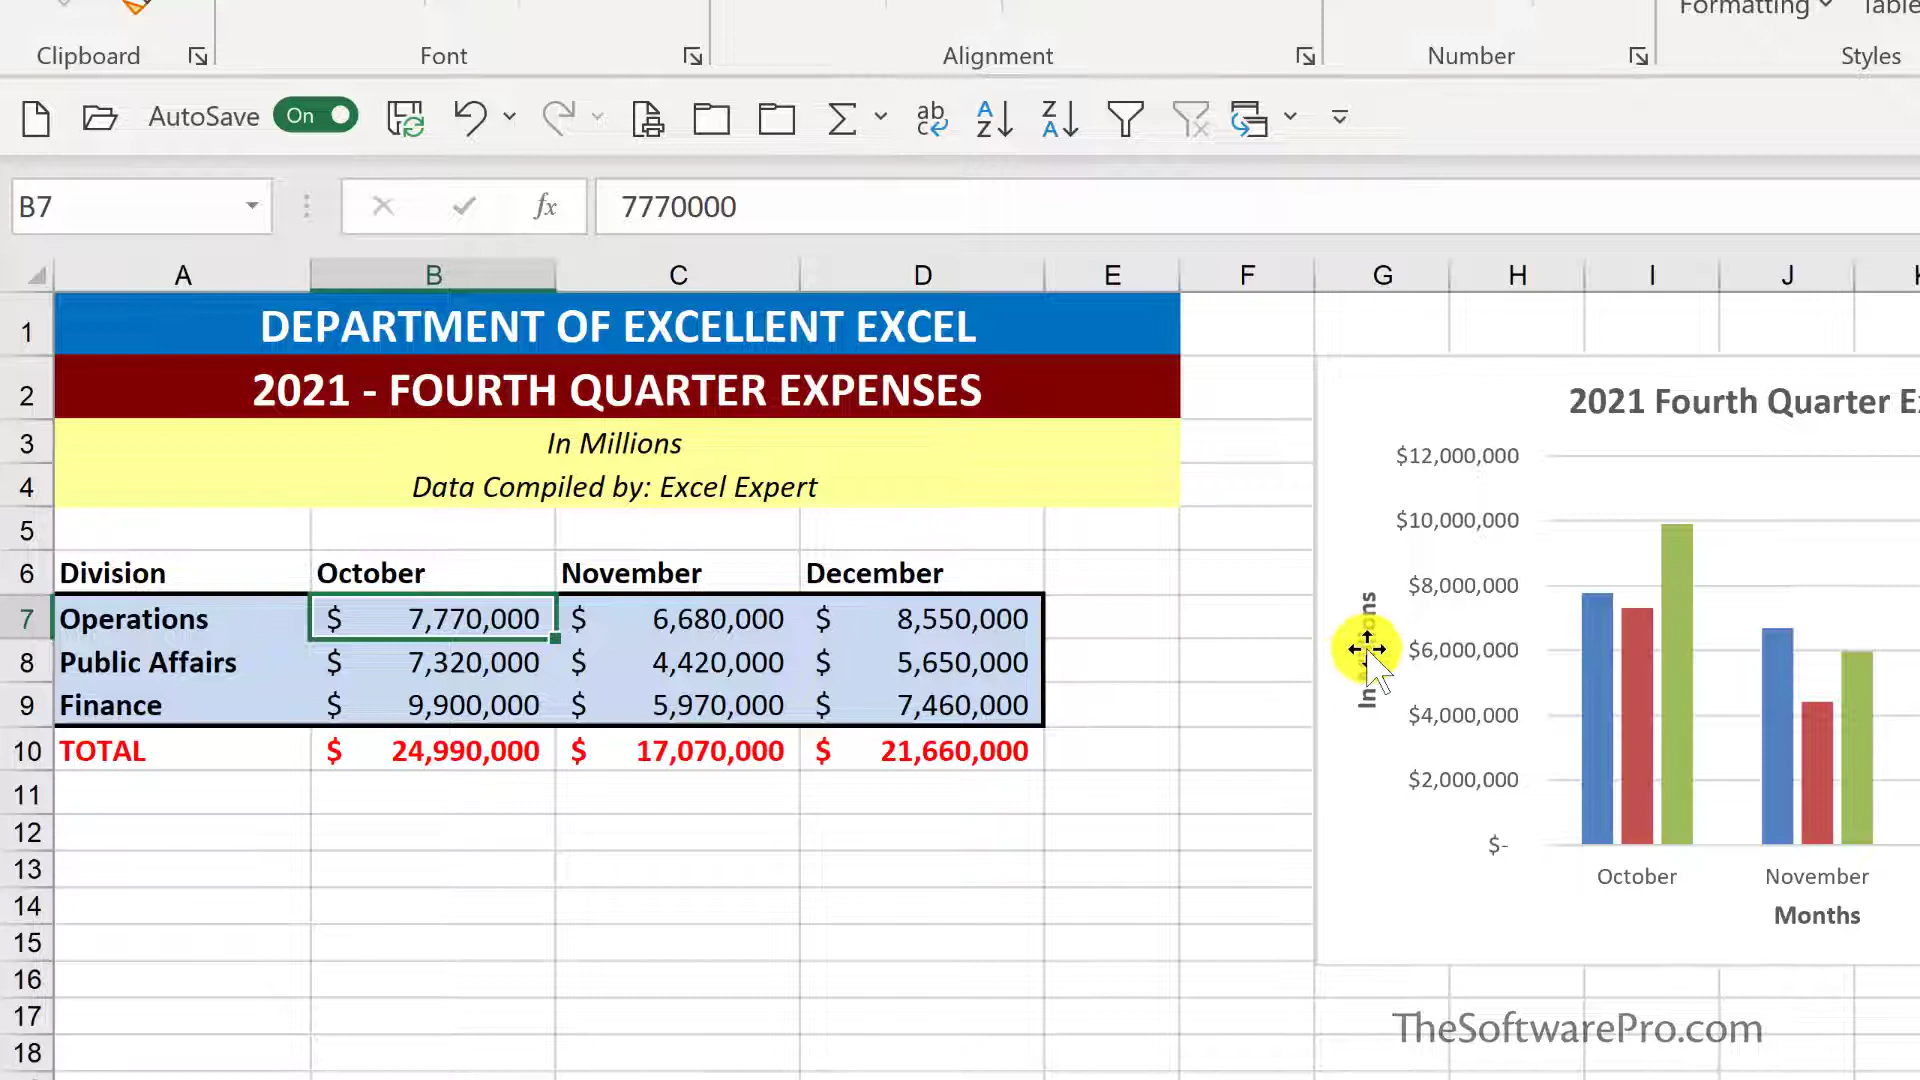 Formatting
Table
Clipboard
Font
Alignment
Number
Styles
AutoSave
On
ab
c
A
Z
Z
A
B7
fx
7770000
A B C D E F G H I J
1 DEPARTMENT OF EXCELLENT EXCEL
2 2021 - FOURTH QUARTER EXPENSES
3 In Millions
4 Data Compiled by: Excel Expert
5
6 Division October November December
7 Operations $ 7,770,000 $ 6,680,000 $ 8,550,000
8 Public Affairs $ 7,320,000 $ 4,420,000 $ 5,650,000
9 Finance $ 9,900,000 $ 5,970,000 $ 7,460,000
10 TOTAL $ 24,990,000 $ 17,070,000 $ 21,660,000
11
12
13
14
15
16
17
18
2021 Fourth Quarter
$12,000,000
$10,000,000
$8,000,000
$6,000,000
$4,000,000
$2,000,000
$-
In
October November
Months
TheSoftwarePro.com